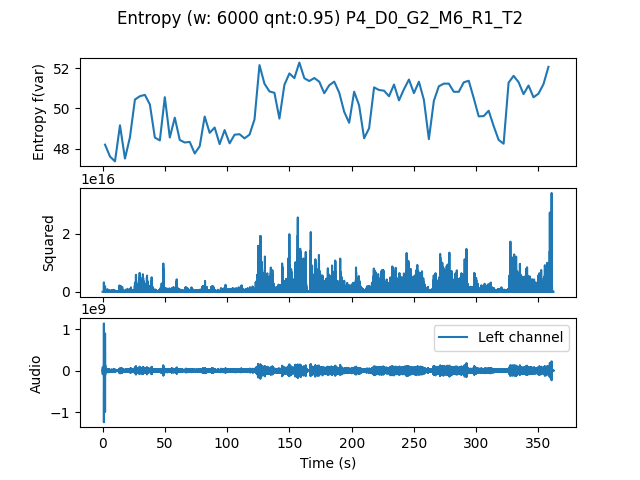 Entropy (w: 6000 qnt:0.95) P4_D0_G2_M6_R1_T2
Entropy f(var)
52
50
48
1e16
Squared
2
0
1e9
Audio
1
0
−1
Left channel
0 50 100 150 200 250 300 350
Time (s)